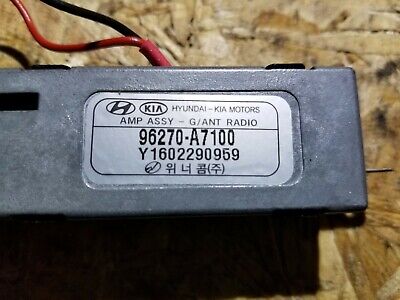 KIA HYUNDAI-KIA MOTORS
AMP ASSY - G/ANT RADIO
96270-A7100
Y1602290959
위너콤(주)